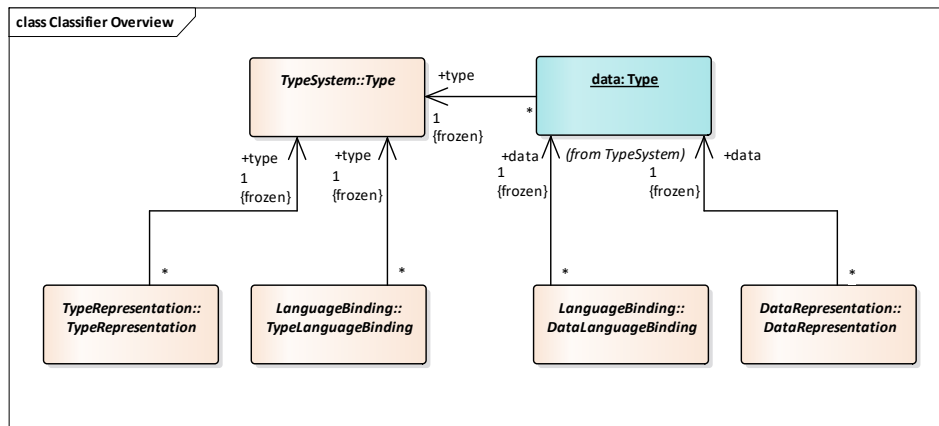 class Classifier Overview
TypeSystem::Type
data: Type
+type
1
{frozen}
*
(from TypeSystem)
+type
1
{frozen}
+type
1
{frozen}
+data
1
{frozen}
+data
1
{frozen}
*
*
*
*
TypeRepresentation::
TypeRepresentation
LanguageBinding::
TypeLanguageBinding
LanguageBinding::
DataLanguageBinding
DataRepresentation::
DataRepresentation